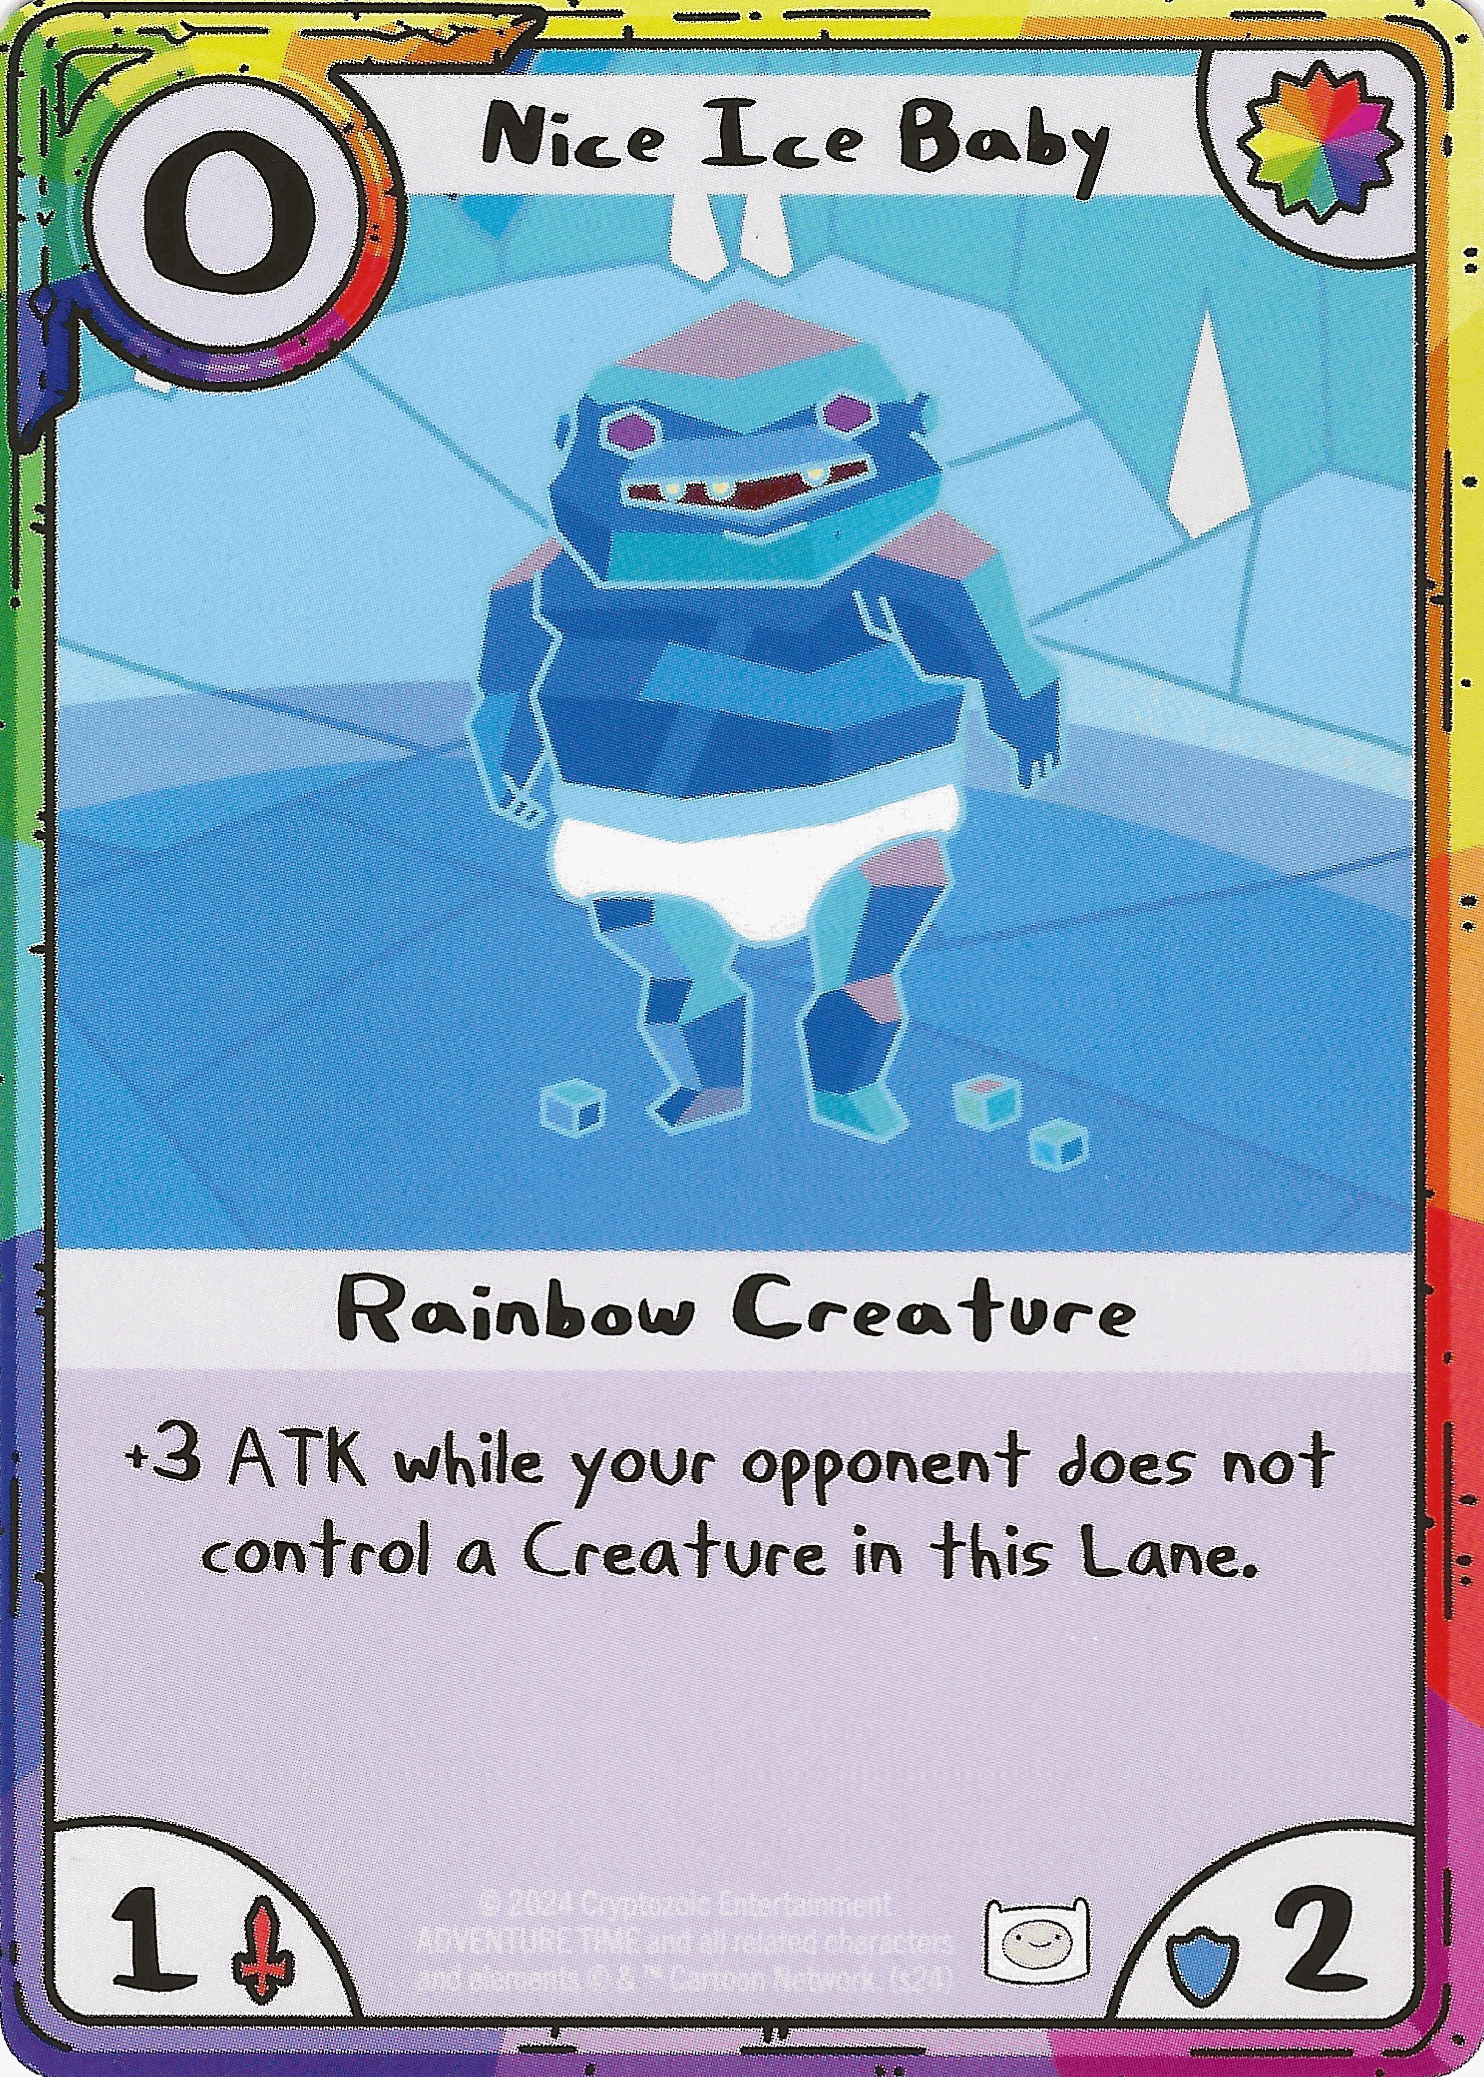 0
Nice Ice Baby
Rainbow Creature
+3 ATK while your opponent does not
control a Creature in this Lane.
1
© 2024 Cryptozoic Entertainment
ADVENTURE TIME and all related characters
and elements © & ™ Cartoon Network. (s24)
2